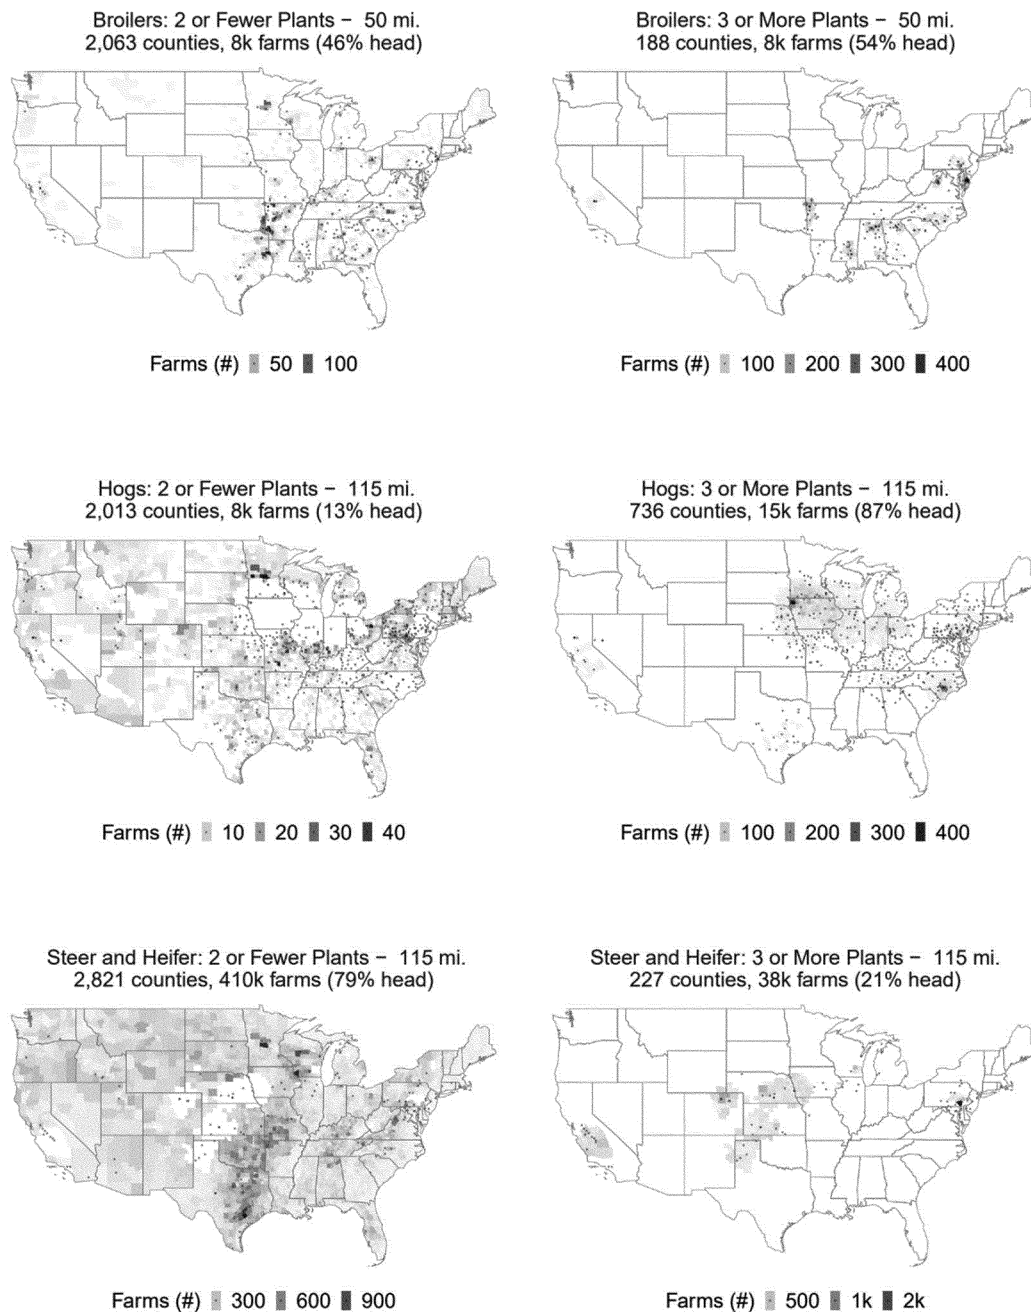 Broilers: 2 or Fewer Plants − 50 mi.
2,063 counties, 8k farms (46% head)
Farms (#) 50 100
Broilers: 3 or More Plants − 50 mi.
188 counties, 8k farms (54% head)
Farms (#) 100 200 300 400
Hogs: 2 or Fewer Plants − 115 mi.
2,013 counties, 8k farms (13% head)
Farms (#) 10 20 30 40
Hogs: 3 or More Plants − 115 mi.
736 counties, 15k farms (87% head)
Farms (#) 100 200 300 400
Steer and Heifer: 2 or Fewer Plants − 115 mi.
2,821 counties, 410k farms (79% head)
Farms (#) 300 600 900
Steer and Heifer: 3 or More Plants − 115 mi.
227 counties, 38k farms (21% head)
Farms (#) 500 1k 2k